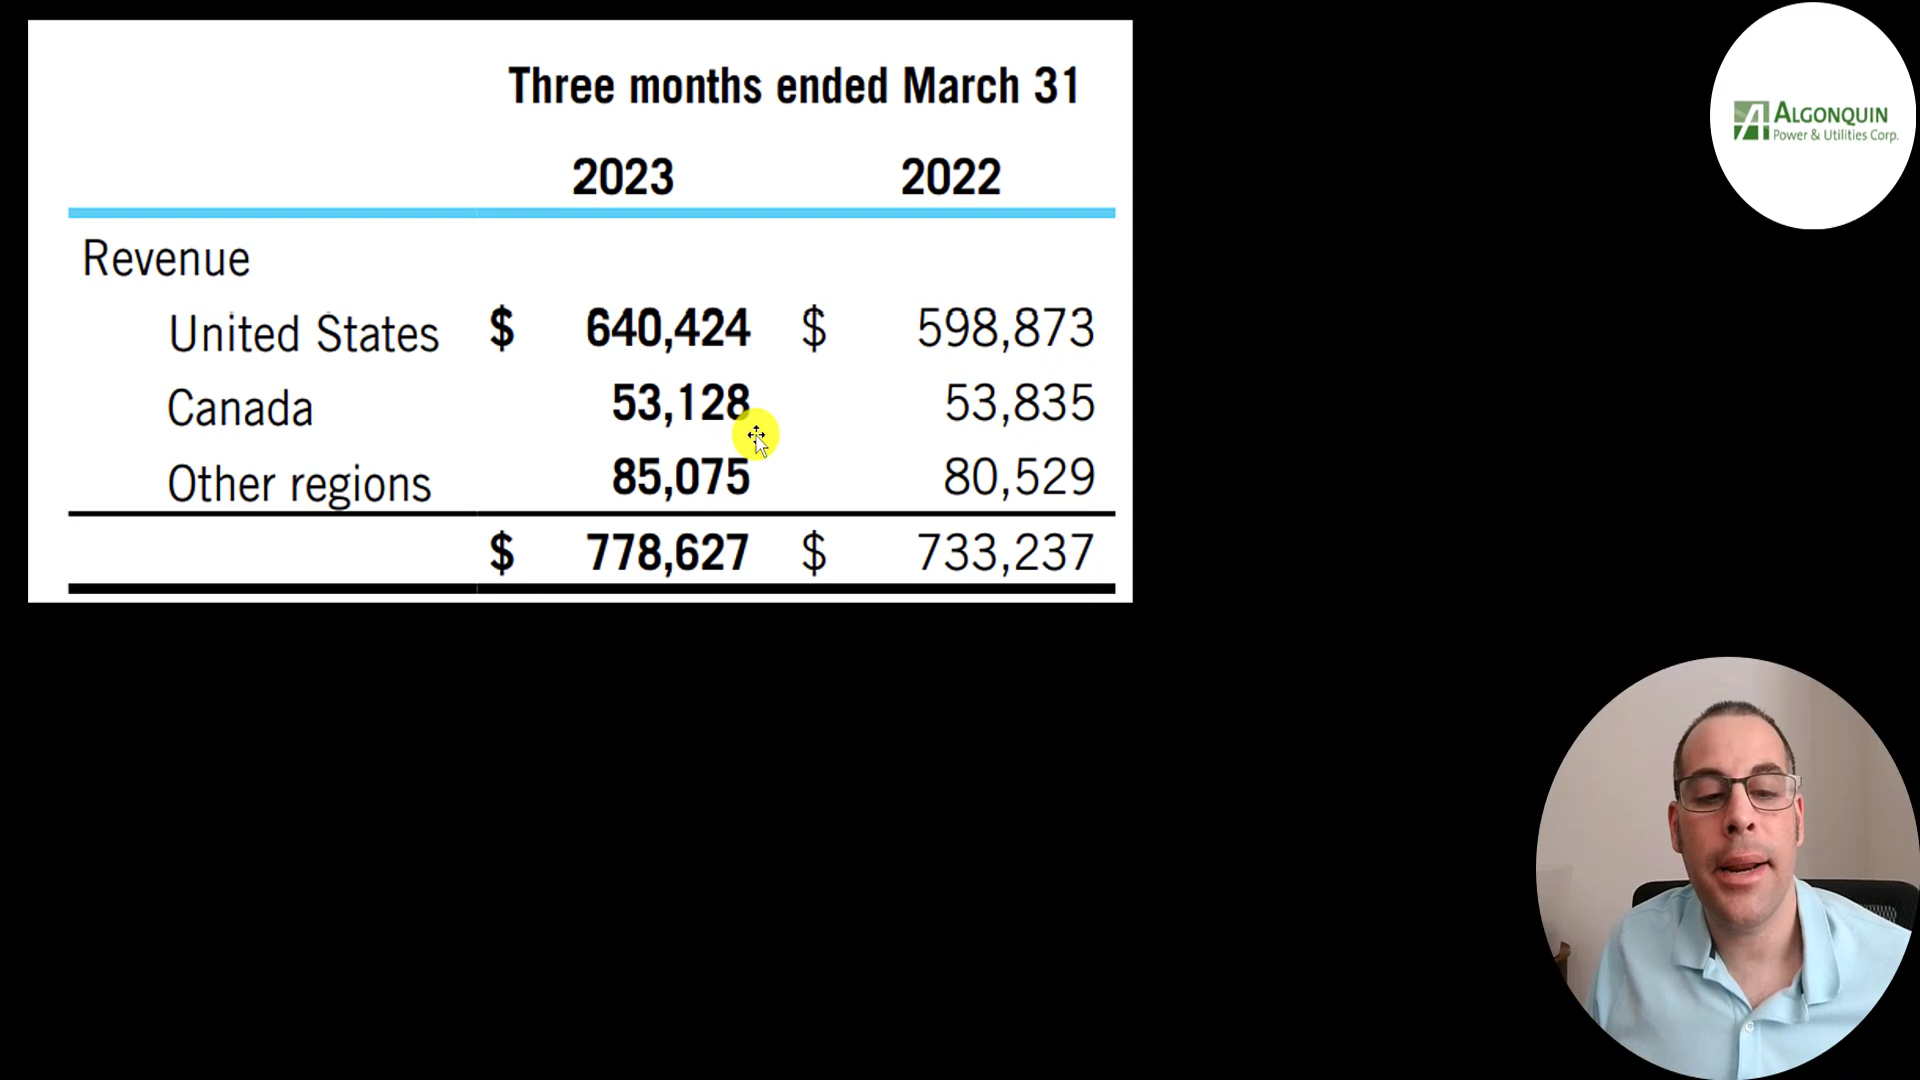 Three months ended March 31
2023 2022
Revenue
United States $ 640,424 $ 598,873
Canada 53,128 53,835
Other regions 85,075 80,529
$ 778,627 $ 733,237
ALGONQUIN
Power & Utilities Corp.